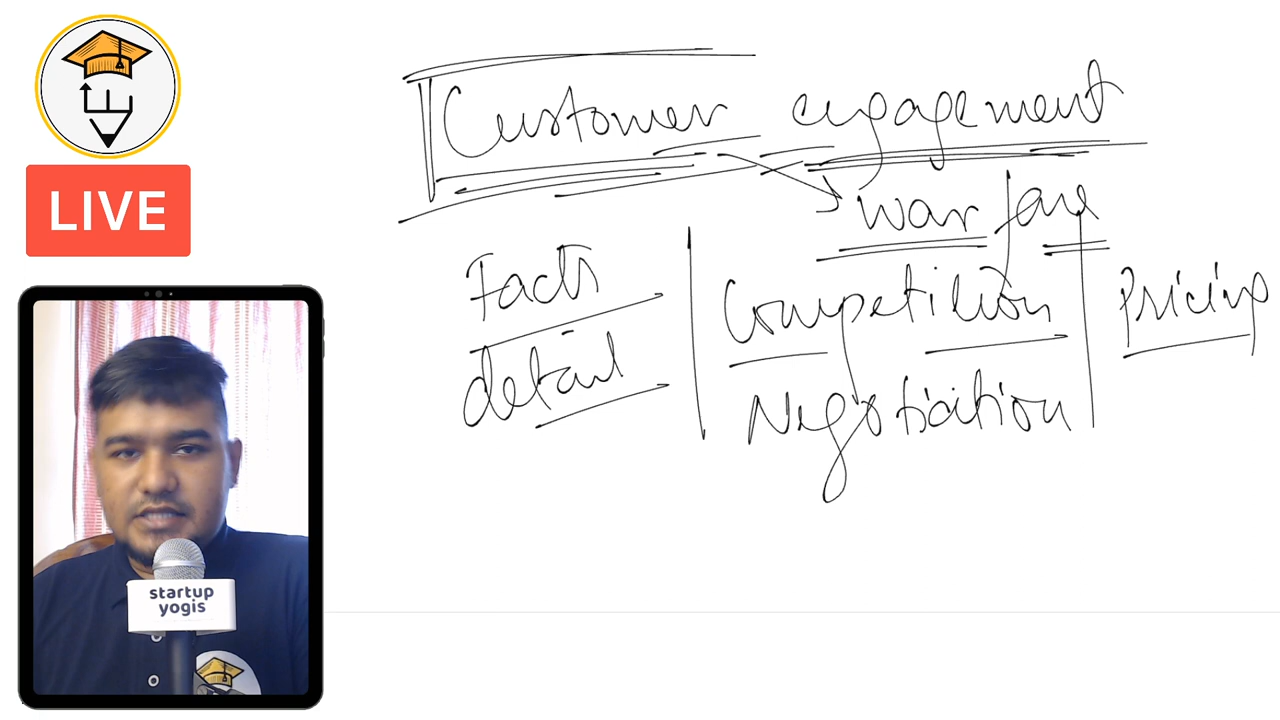 LIVE
startup
yogis
Customer engagement
warfare
Facts
detail
Competition
Negotiation
Pricing